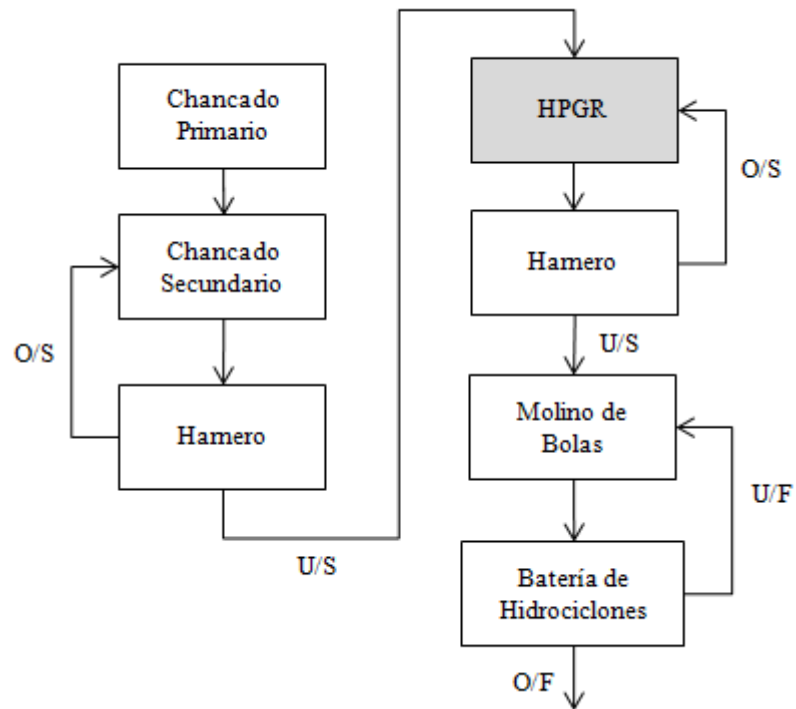 Chancado
Primario
Chancado
Secundario
O/S
Harnero
U/S
HPGR
O/S
Harnero
U/S
Molino de
Bolas
U/F
Batería de
Hidrociclones
O/F